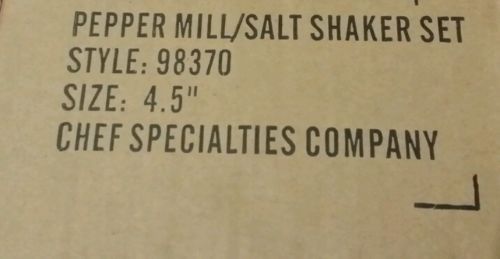 PEPPER MILL/SALT SHAKER SET
STYLE: 98370
SIZE: 4.5"
CHEF SPECIALTIES COMPANY